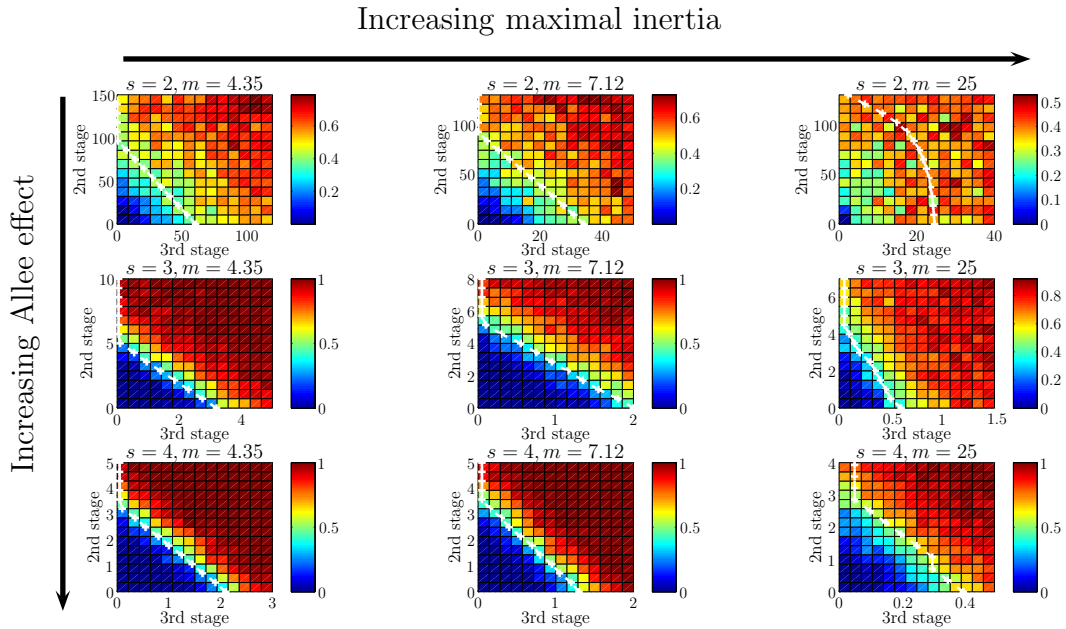 Increasing maximal inertia
Increasing Allee effect
s = 2, m = 4.35
150
100
50
0
2nd stage
0 50 100
3rd stage
0.6
0.4
0.2
s = 2, m = 7.12
150
100
50
0
2nd stage
0 20 40
3rd stage
0.6
0.4
0.2
s = 2, m = 25
100
50
0
2nd stage
0 10 20 30 40
3rd stage
0.5
0.4
0.3
0.2
0.1
0
s = 3, m = 4.35
10
5
0
2nd stage
0 2 4
3rd stage
1
0.5
0
s = 3, m = 7.12
8
6
4
2
0
2nd stage
0 1 2
3rd stage
1
0.5
0
s = 3, m = 25
6
4
2
0
2nd stage
0 0.5 1 1.5
3rd stage
0.8
0.6
0.4
0.2
0
s = 4, m = 4.35
5
4
3
2
1
0
2nd stage
0 1 2 3
3rd stage
1
0.5
0
s = 4, m = 7.12
5
4
3
2
1
0
2nd stage
0 1 2
3rd stage
1
0.5
0
s = 4, m = 25
4
3
2
1
0
2nd stage
0 0.2 0.4
3rd stage
1
0.5
0